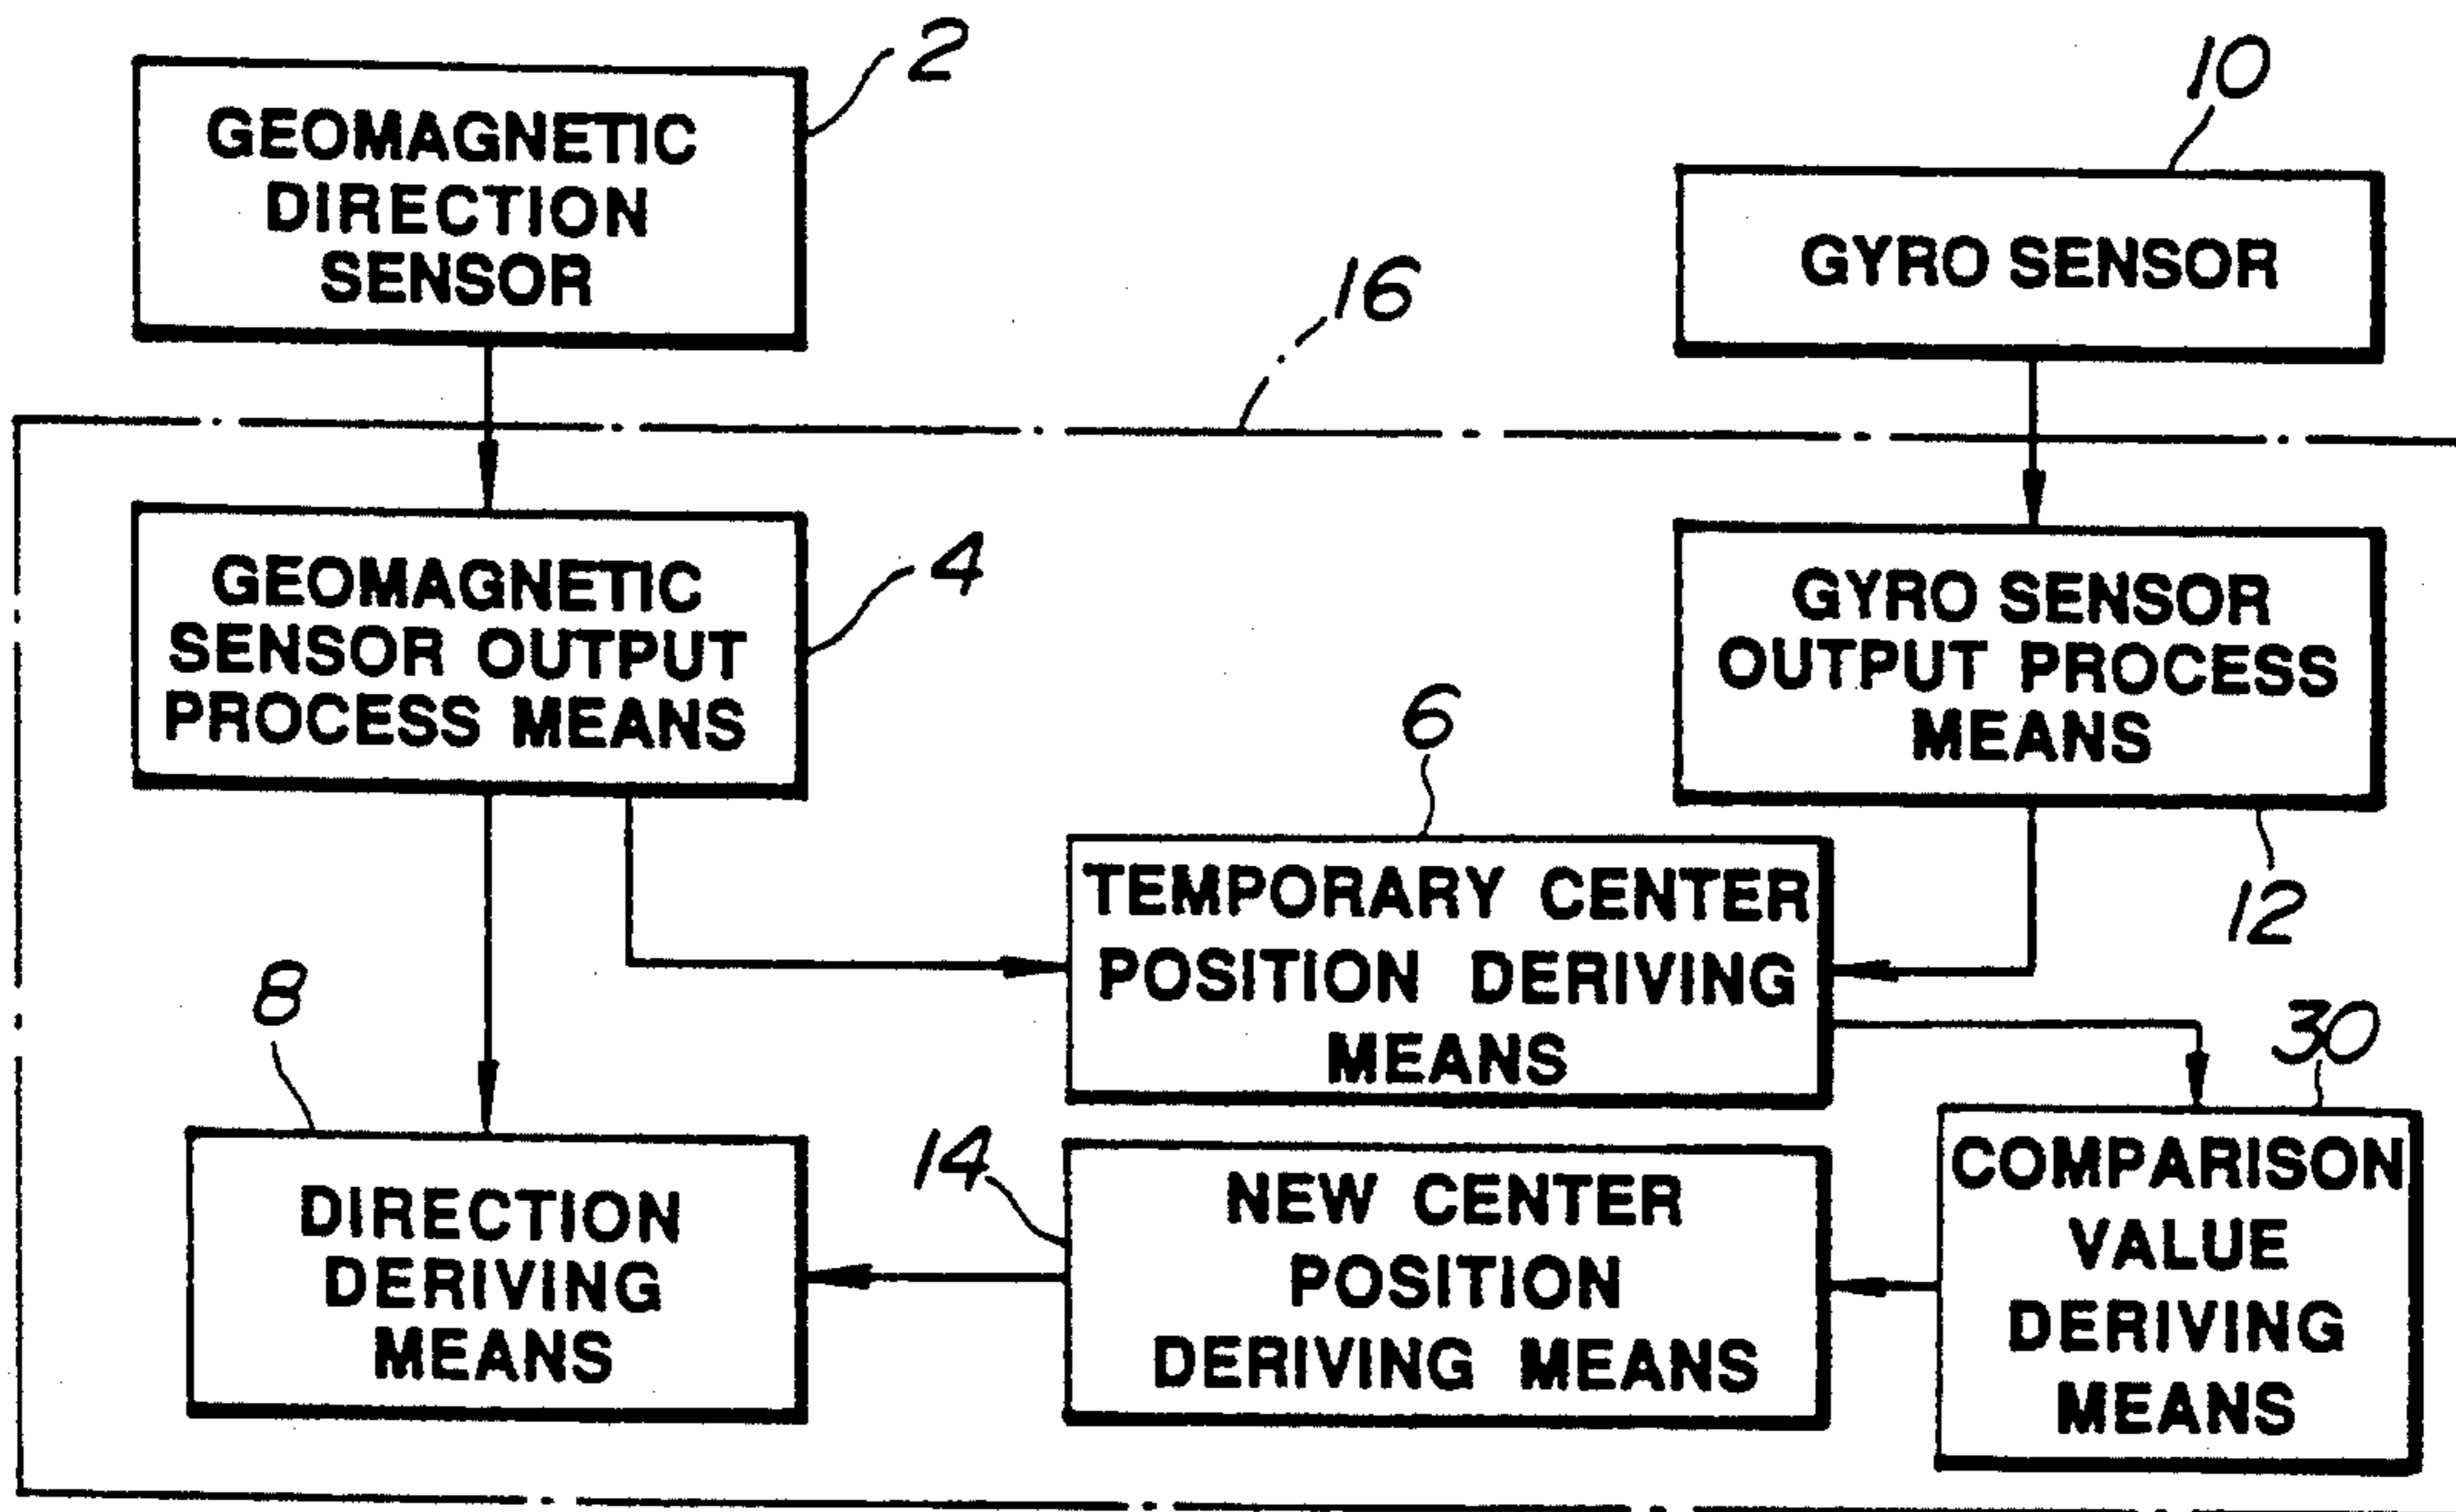 2
GEOMAGNETIC
DIRECTION
SENSOR
10
GYRO SENSOR
16
GEOMAGNETIC
SENSOR OUTPUT
PROCESS MEANS
4
GYRO SENSOR
OUTPUT PROCESS
MEANS
12
6
TEMPORARY CENTER
POSITION DERIVING
MEANS
8
DIRECTION
DERIVING
MEANS
14
NEW CENTER
POSITION
DERIVING MEANS
30
COMPARISON
VALUE
DERIVING
MEANS